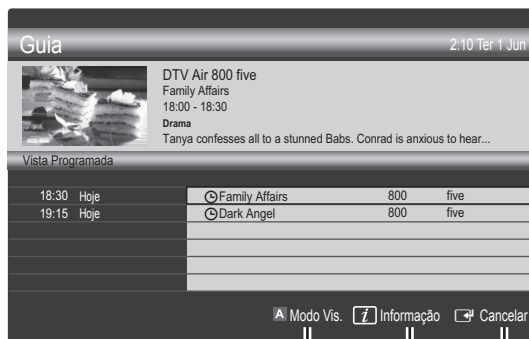 Guia
2:10 Ter 1 Jun
DTV Air 800 five
Family Affairs
18:00 - 18:30
Drama
Tanya confesses all to a stunned Babs. Conrad is anxious to hear...
Vista Programada
18:30 Hoje Family Affairs 800 five
19:15 Hoje Dark Angel 800 five
A Modo Vis. i Informação Cancelar